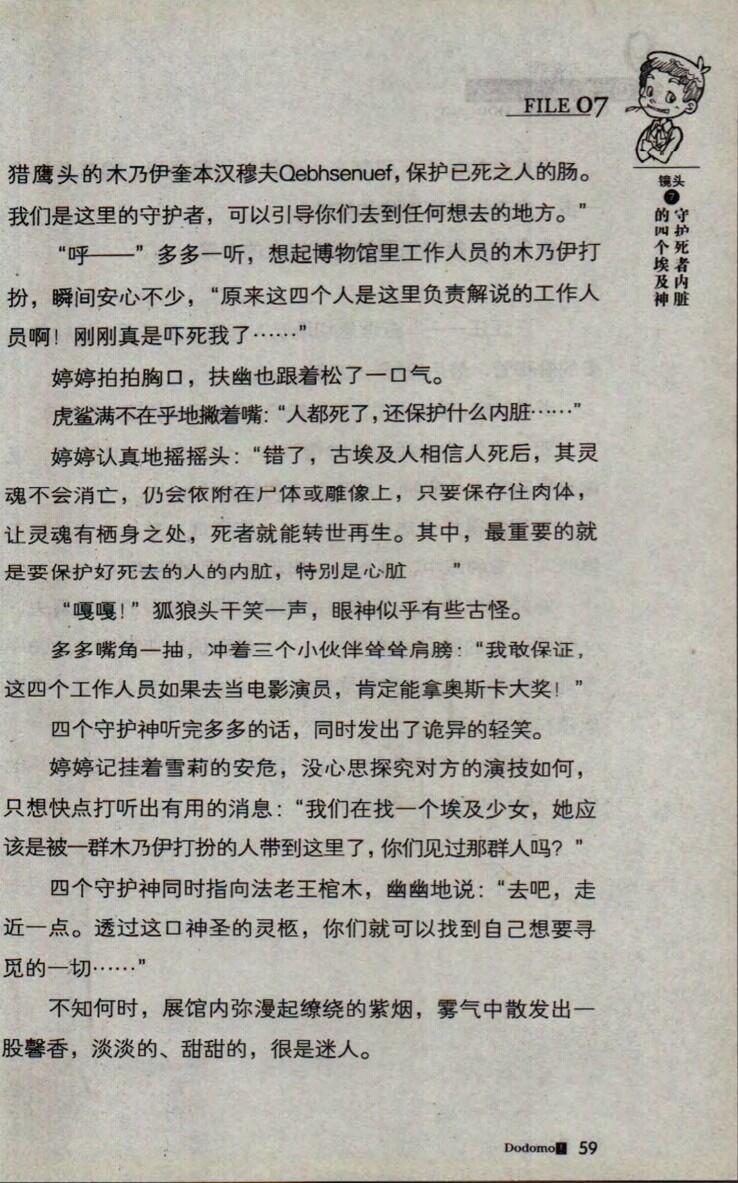 FILE 07
镜头
7
守护死者内脏
的四个埃及神
猎鹰头的木乃伊奎本汉穆夫Qebhsenuef，保护已死之人的肠。
我们是这里的守护者，可以引导你们去到任何想去的地方。”
“呼——”多多一听，想起博物馆里工作人员的木乃伊打
扮，瞬间安心不少，“原来这四个人是这里负责解说的工作人
员啊！刚刚真是吓死我了……”
婷婷拍拍胸口，扶幽也跟着松了一口气。
虎鲨满不在乎地撇着嘴：“人都死了，还保护什么内脏……”
婷婷认真地摇摇头：“错了，古埃及人相信人死后，其灵
魂不会消亡，仍会依附在尸体或雕像上，只要保存住肉体，
让灵魂有栖身之处，死者就能转世再生。其中，最重要的就
是要保护好死去的人的内脏，特别是心脏　　”
“嘎嘎！”狐狼头干笑一声，眼神似乎有些古怪。
多多嘴角一抽，冲着三个小伙伴耸耸肩膀：“我敢保证，
这四个工作人员如果去当电影演员，肯定能拿奥斯卡大奖！”
四个守护神听完多多的话，同时发出了诡异的轻笑。
婷婷记挂着雪莉的安危，没心思探究对方的演技如何，
只想快点打听出有用的消息：“我们在找一个埃及少女，她应
该是被一群木乃伊打扮的人带到这里了，你们见过那群人吗？”
四个守护神同时指向法老王棺木，幽幽地说：“去吧，走
近一点。透过这口神圣的灵柩，你们就可以找到自己想要寻
觅的一切……”
不知何时，展馆内弥漫起缭绕的紫烟，雾气中散发出一
股馨香，淡淡的、甜甜的，很是迷人。
Dodomo! 59